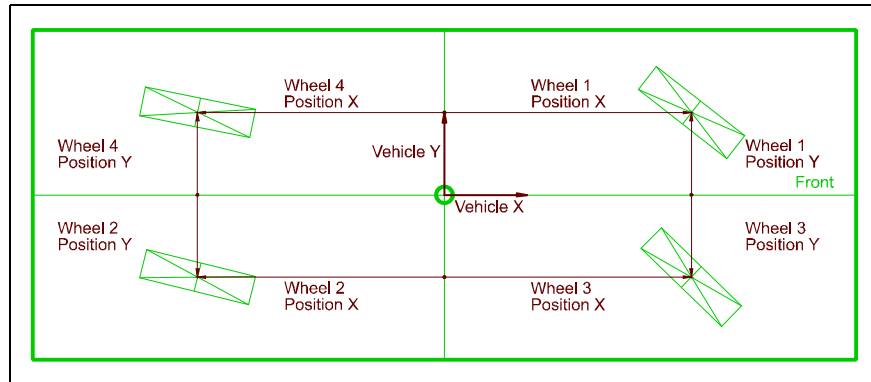 Wheel 4
Position X
Wheel 1
Position X
Wheel 4
Position Y
Vehicle Y
Wheel 1
Position Y
Front
Vehicle X
Wheel 2
Position Y
Wheel 3
Position Y
Wheel 2
Position X
Wheel 3
Position X